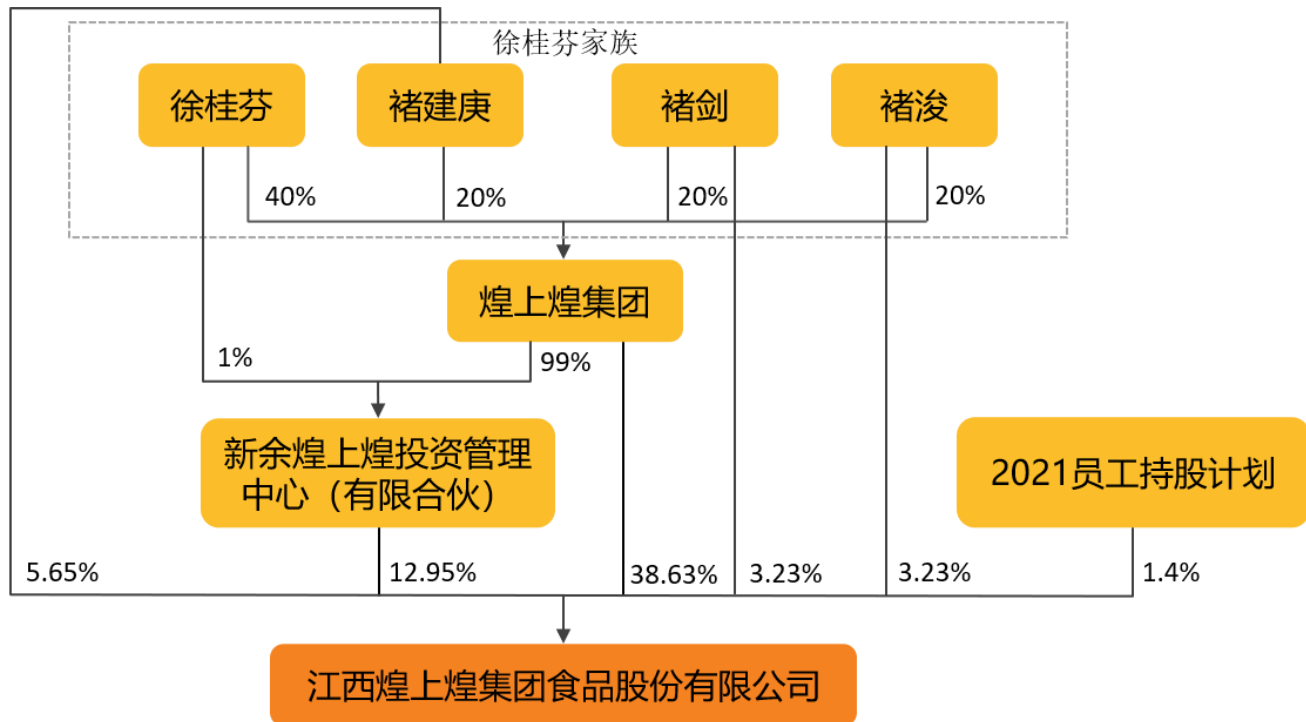 徐桂芬家族
徐桂芬
褚建庚
褚剑
褚浚
40%
20%
20%
20%
煌上煌集团
1%
99%
新余煌上煌投资管理
中心（有限合伙）
2021员工持股计划
5.65%
12.95%
38.63%
3.23%
3.23%
1.4%
江西煌上煌集团食品股份有限公司